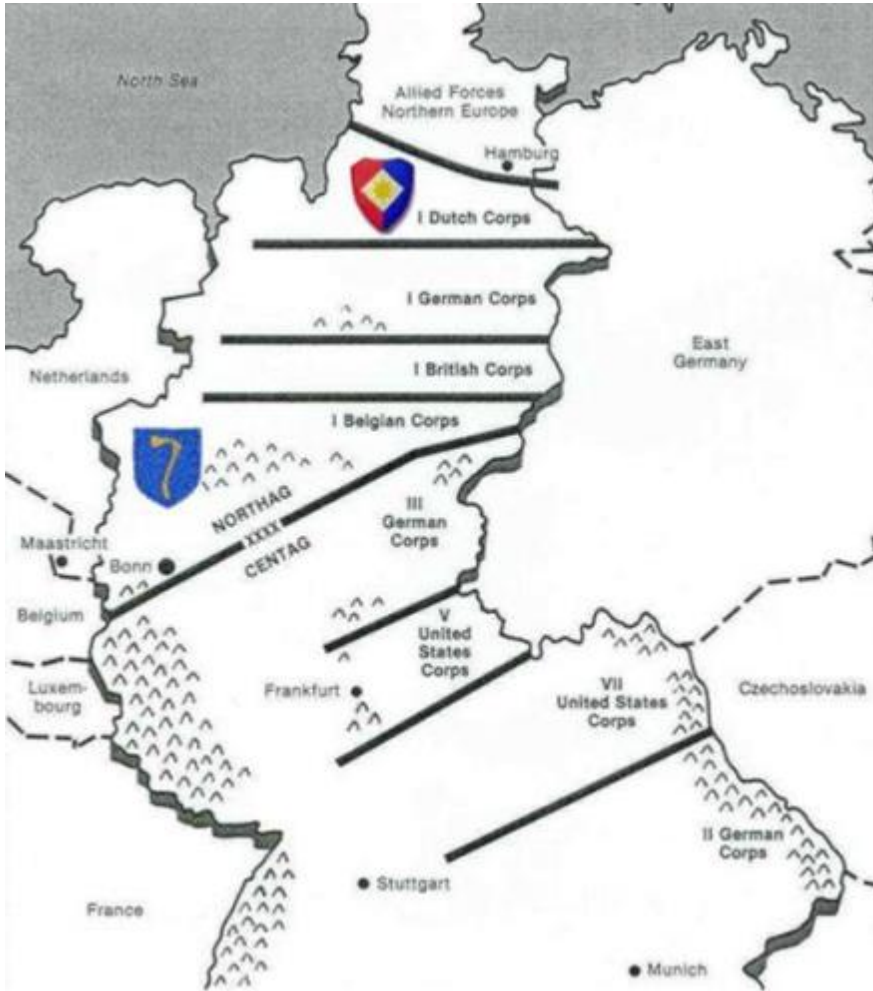 North Sea
Allied Forces
Northern Europe
Hamburg
I Dutch Corps
I German Corps
East
Germany
I British Corps
Netherlands
I Belgian Corps
NORTHAG
XXXX
CENTAG
III
German
Corps
Maastricht
Bonn
Belgium
V
United
States
Corps
Luxem-
bourg
Frankfurt
VII
United States
Corps
Czechoslovakia
II German
Corps
Stuttgart
France
Munich